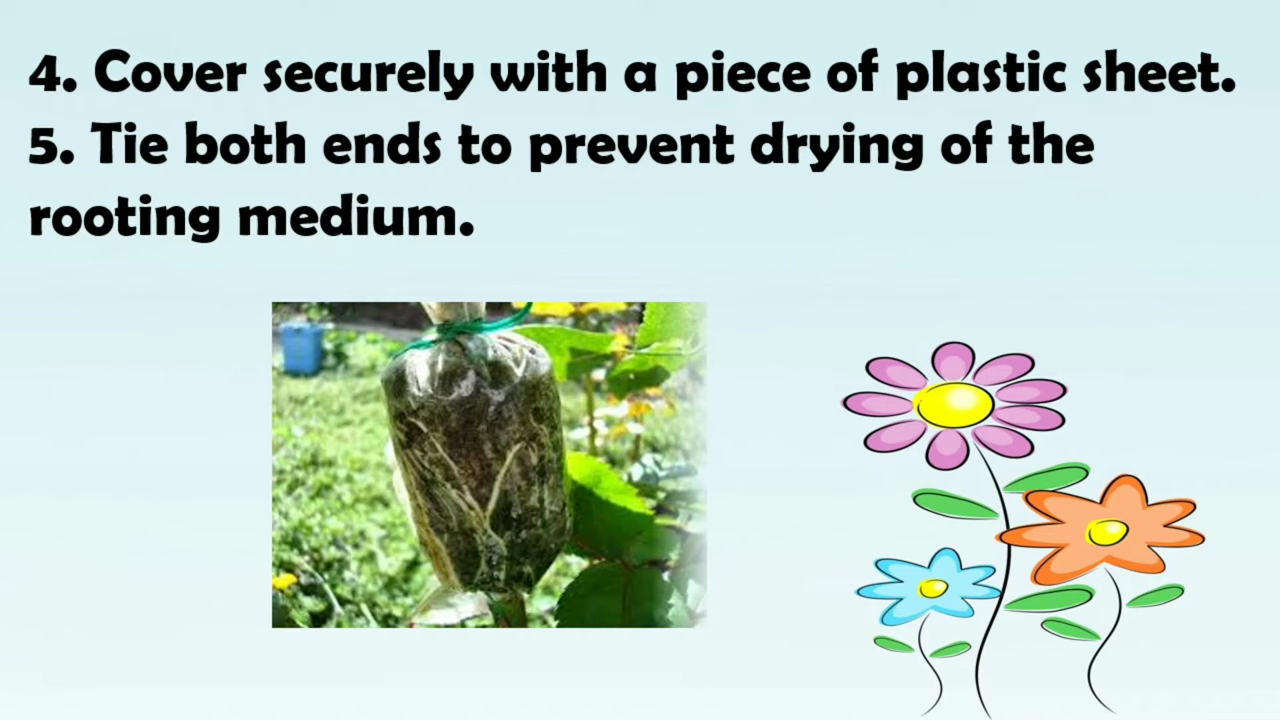 4. Cover securely with a piece of plastic sheet.
5. Tie both ends to prevent drying of the
rooting medium.